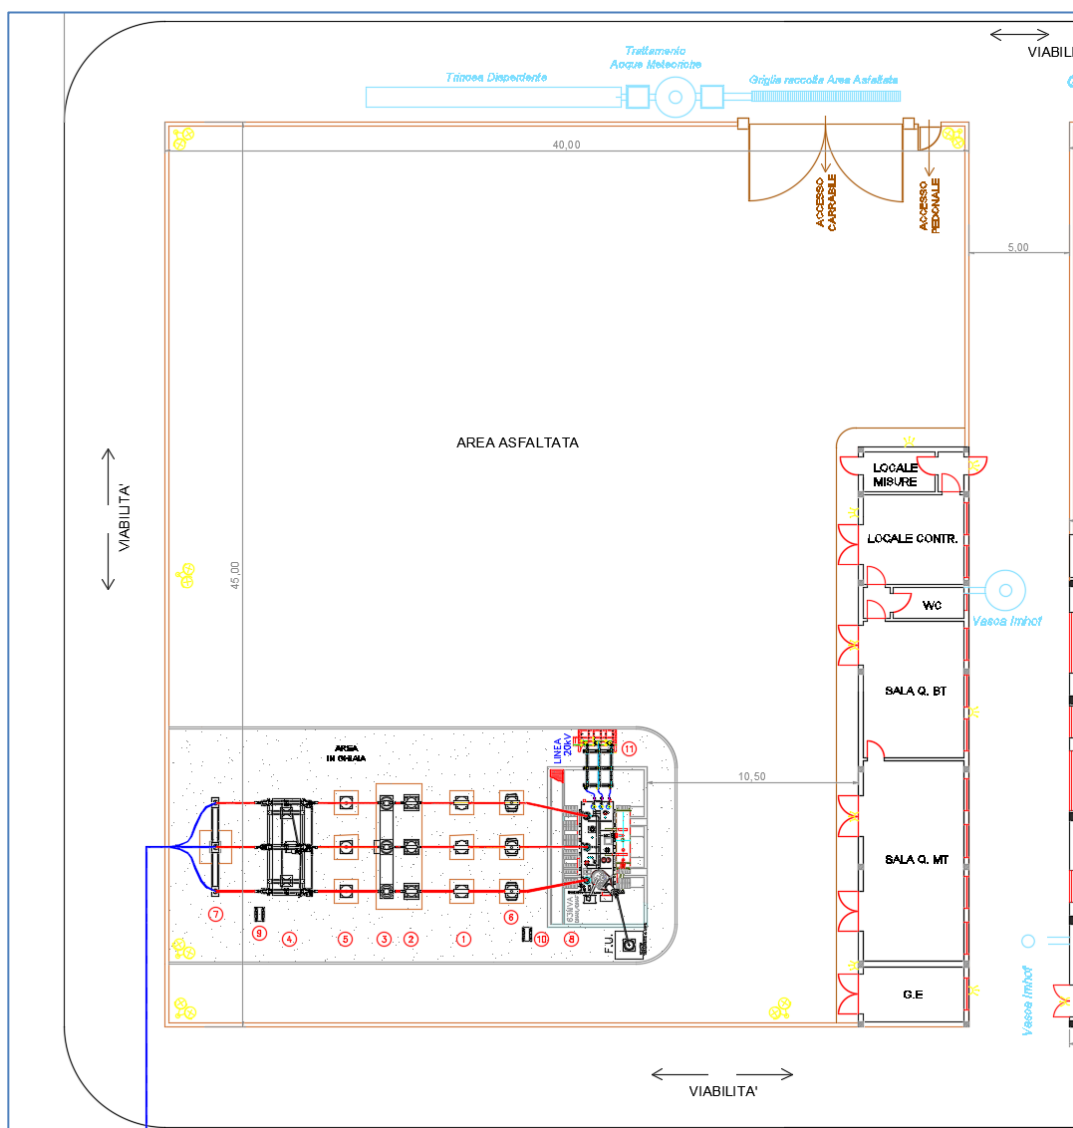 VIABILI
Trattamento
Acque Meteoriche
Trincea Disperdente
Griglia raccolta Area Asfaltata
40,00
ACCESSO
CARRABILE
ACCESSO
PEDONALE
5,00
AREA ASFALTATA
LOCALE
MISURE
VIABILITA'
LOCALE CONTR.
45,00
WC
Vasca Imhof
SALA Q. BT
AREA
IN GHIAIA
LINEA
20kV
11
10,50
SALA Q. MT
63MVA
7
9
4
5
3
2
1
6
10
8
F.U.
Vasca Imhof
G.E
VIABILITA'